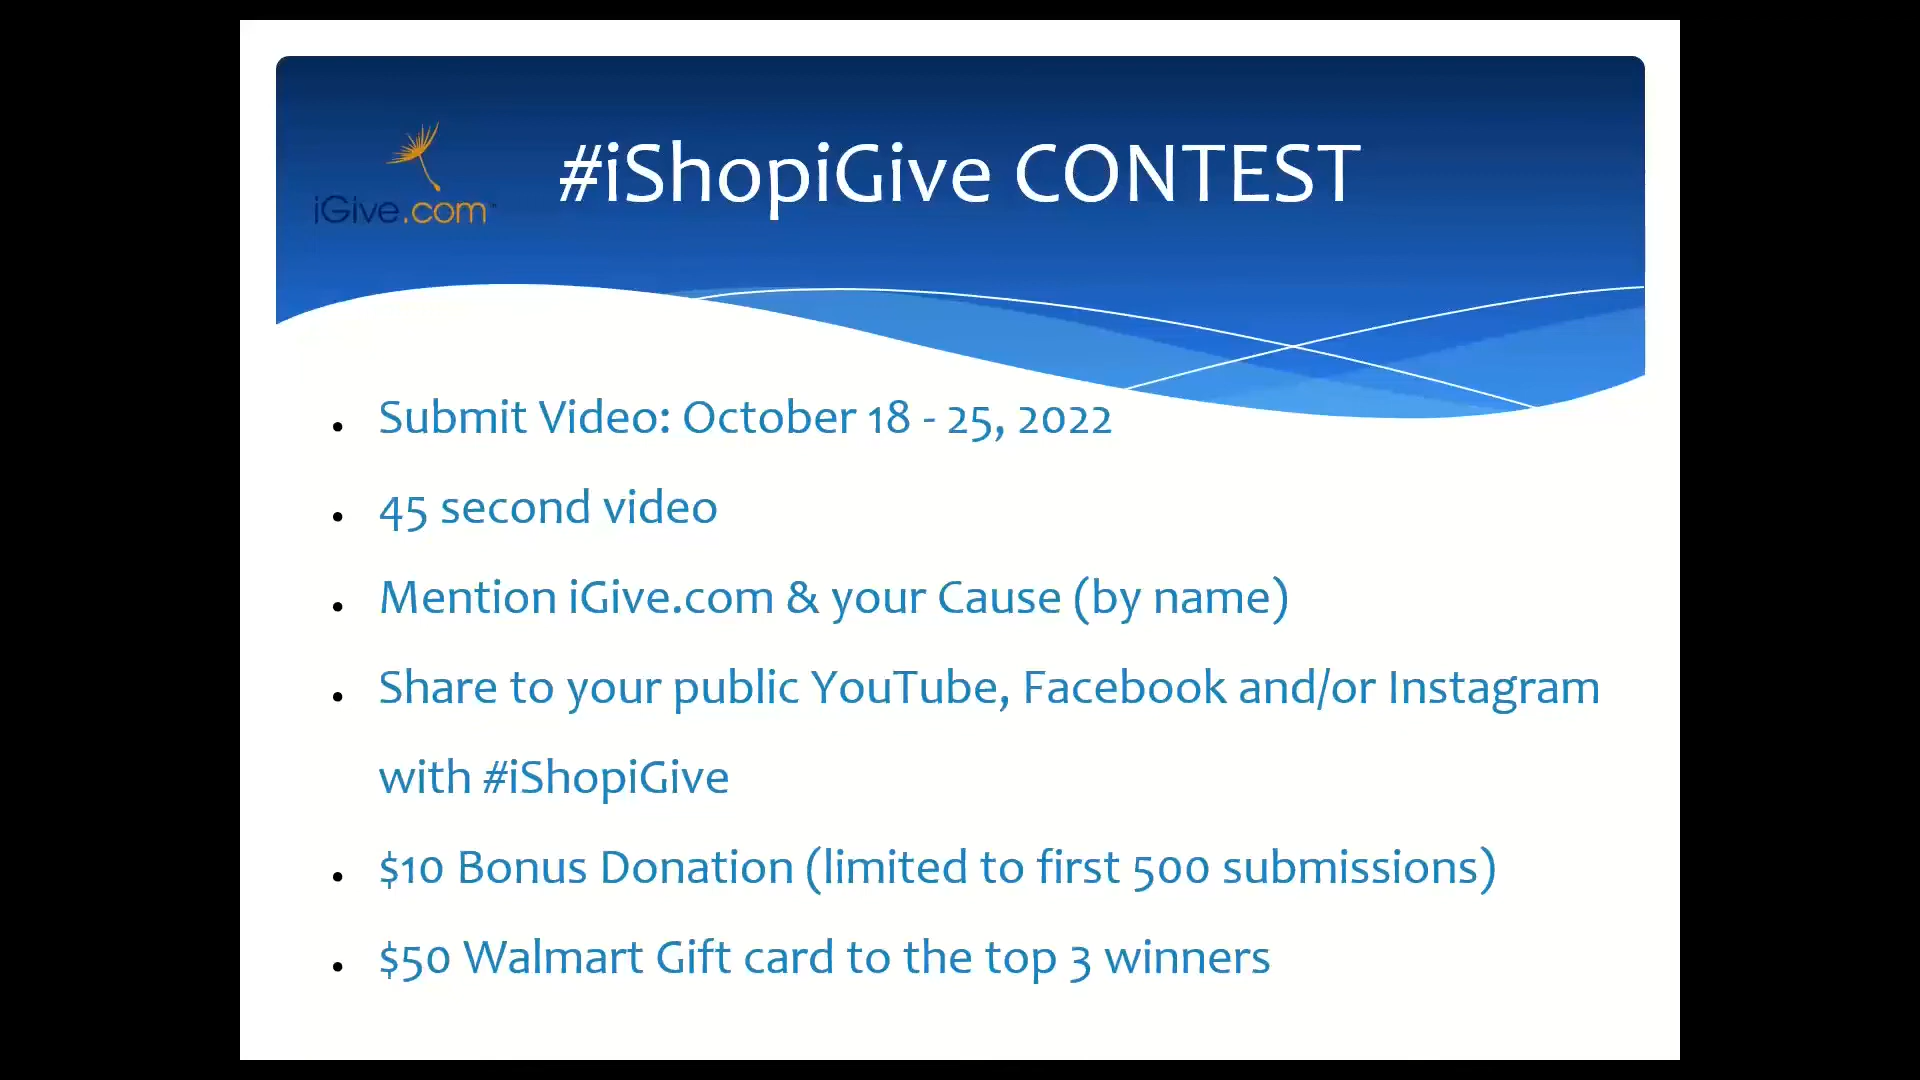 #iShopiGive CONTEST
iGive.com™
Submit Video: October 18 - 25, 2022
45 second video
Mention iGive.com & your Cause (by name)
Share to your public YouTube, Facebook and/or Instagram
with #iShopiGive
$10 Bonus Donation (limited to first 500 submissions)
$50 Walmart Gift card to the top 3 winners